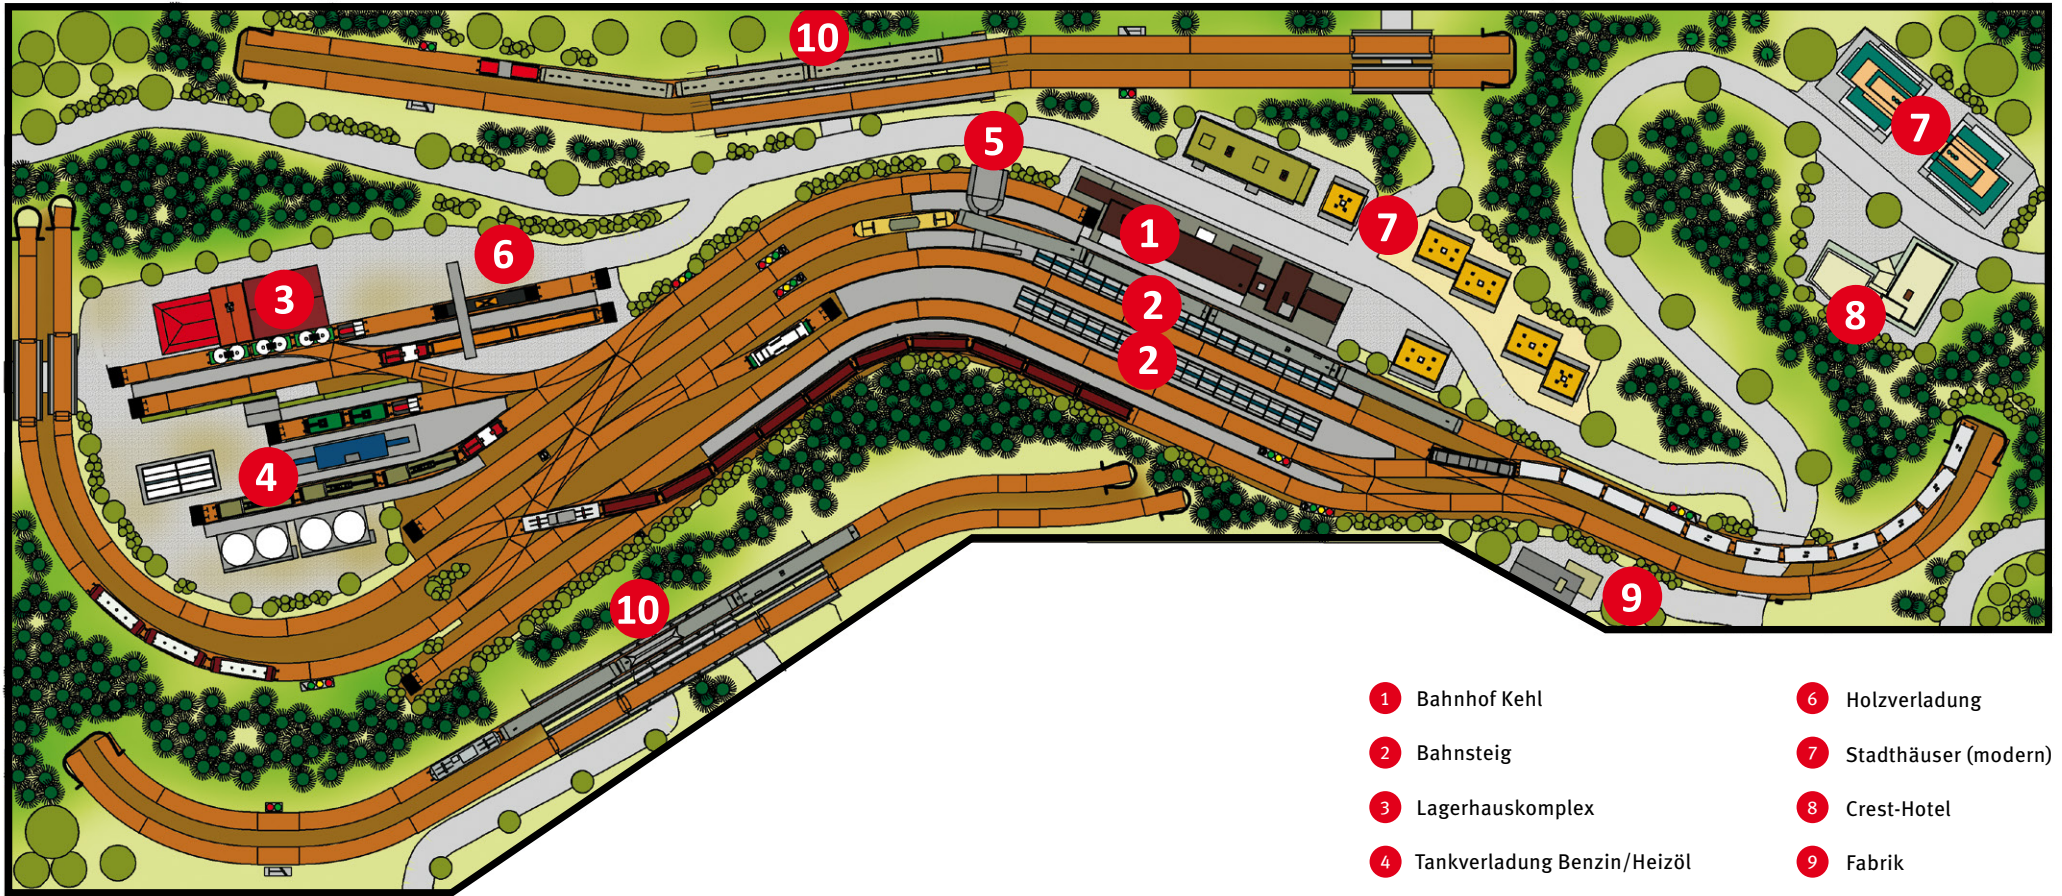 10
5
7
7
1
6
3
2
8
2
4
10
9
1 Bahnhof Kehl
2 Bahnsteig
3 Lagerhauskomplex
4 Tankverladung Benzin/Heizöl
6 Holzverladung
7 Stadthäuser (modern)
8 Crest-Hotel
9 Fabrik